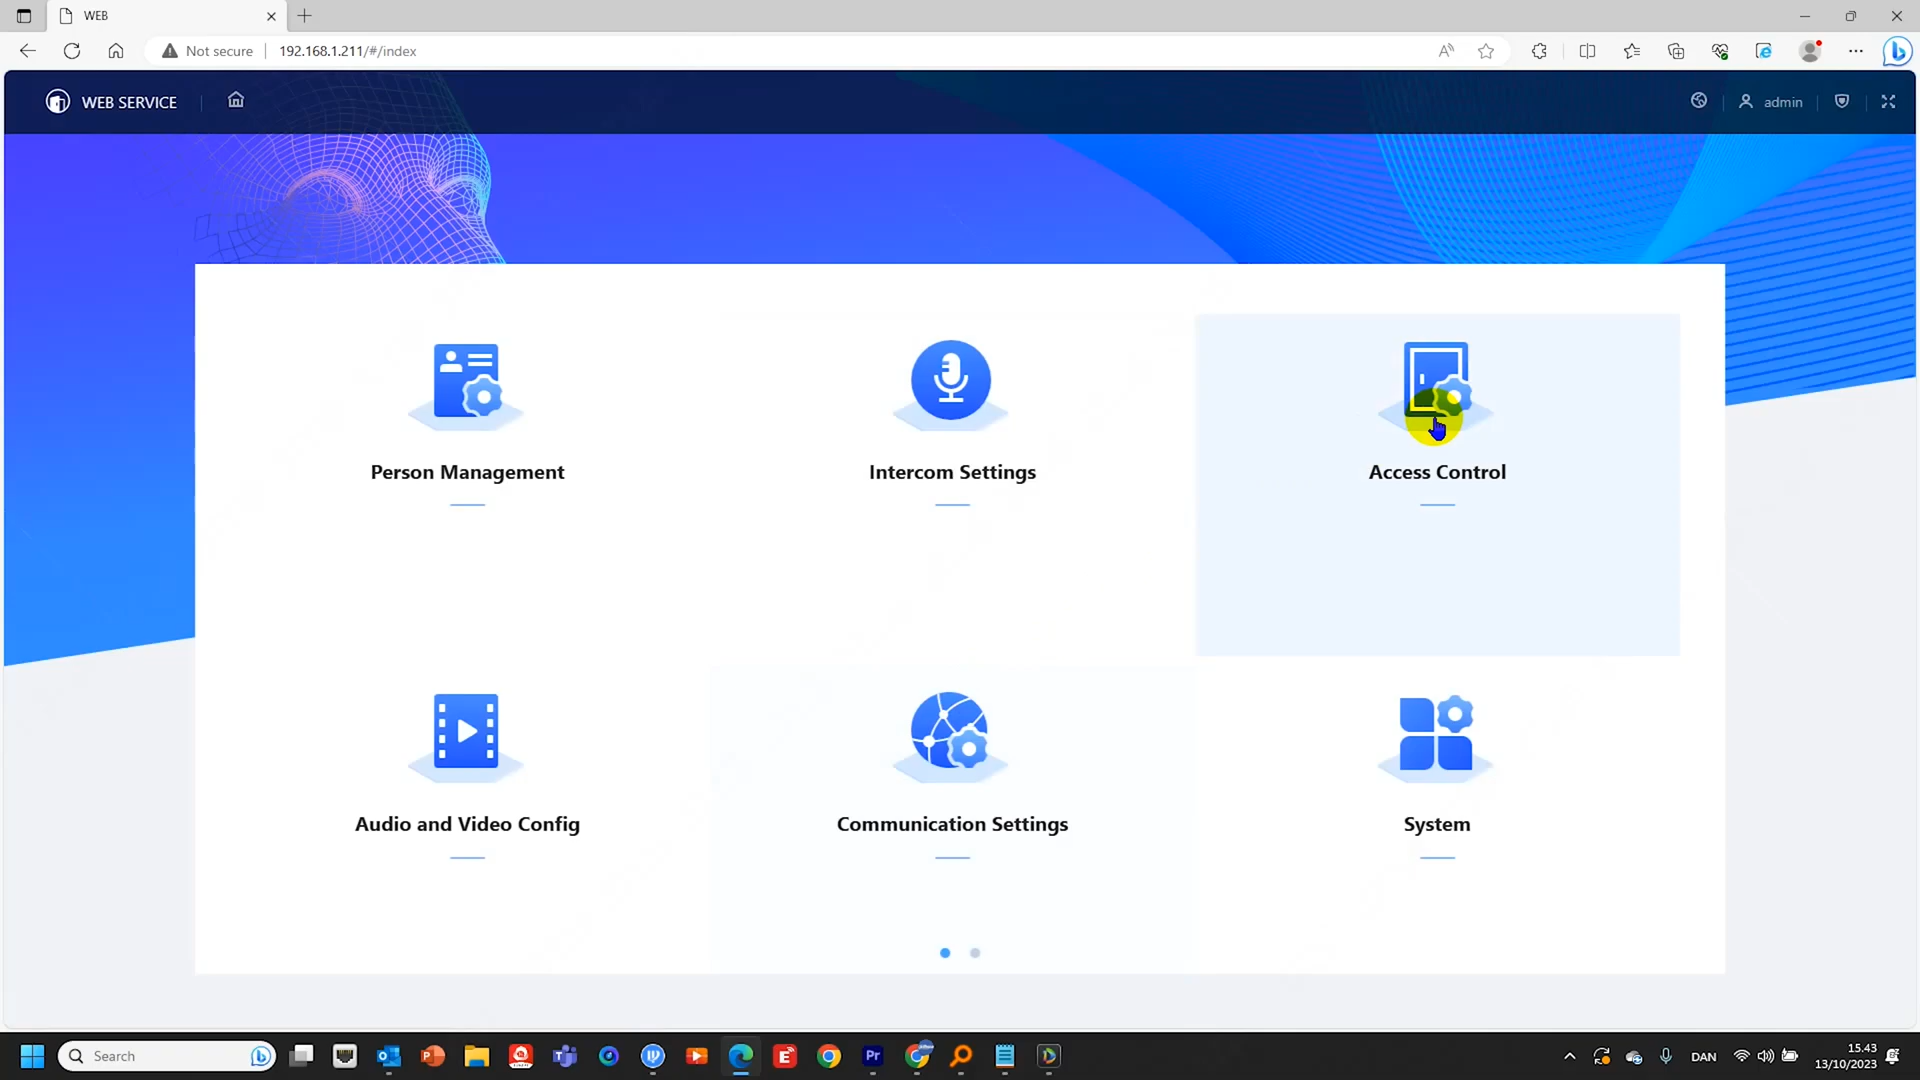 WEB
Not secure
192.168.1.211/#/index
WEB SERVICE
admin
Person Management
Intercom Settings
Access Control
Audio and Video Config
Communication Settings
System
Search
DAN
15.43
13/10/2023